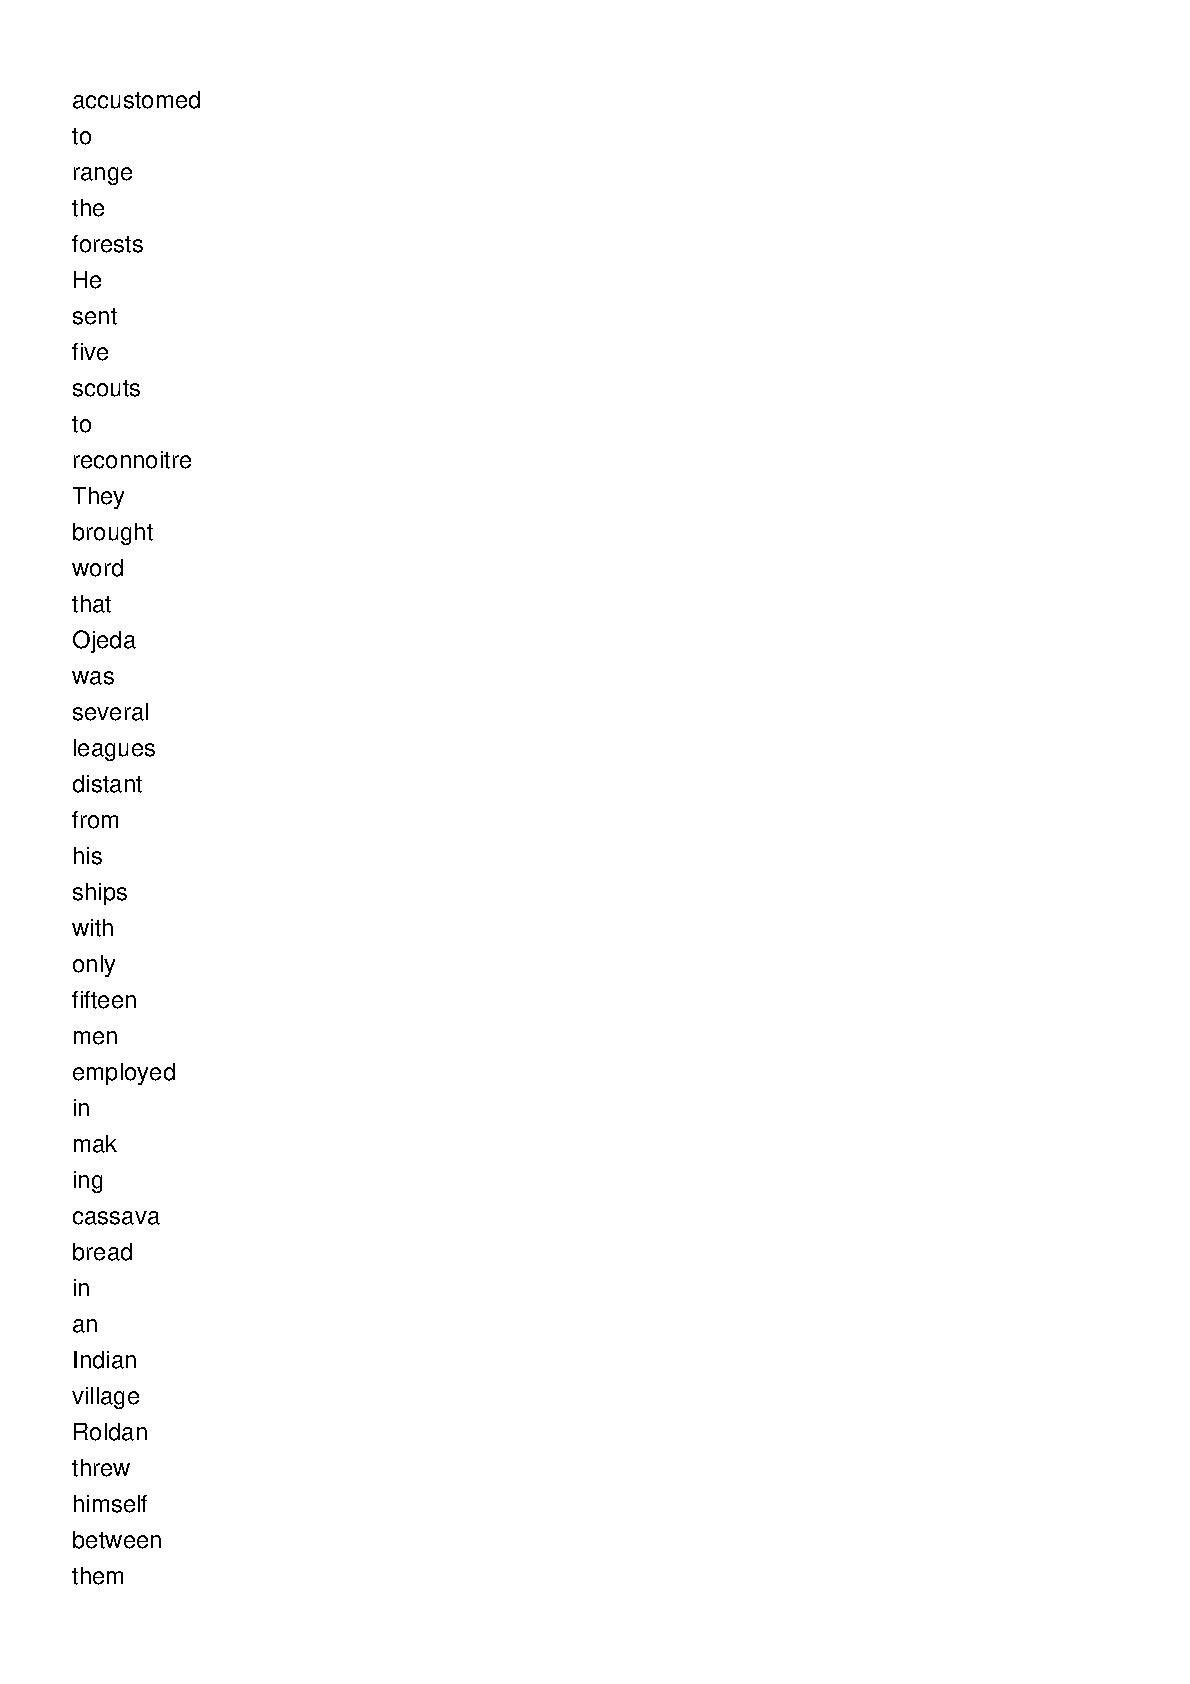 accustomed
to
range
the
forests
He
sent
five
scouts
to
reconnoitre
They
brought
word
that
Ojeda
was
several
leagues
distant
from
his
ships
with
only
fifteen
men
employed
in
mak
ing
cassava
bread
in
an
Indian
village
Roldan
threw
himself
between
them